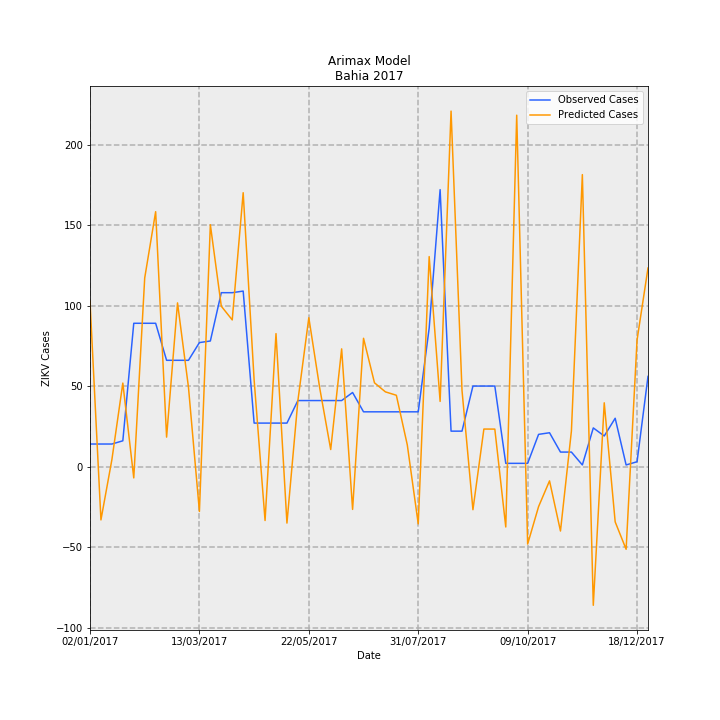 Arimax Model
Bahia 2017
Observed Cases
Predicted Cases
ZIKV Cases
200
150
100
50
0
−50
−100
02/01/2017
13/03/2017
22/05/2017
31/07/2017
09/10/2017
18/12/2017
Date